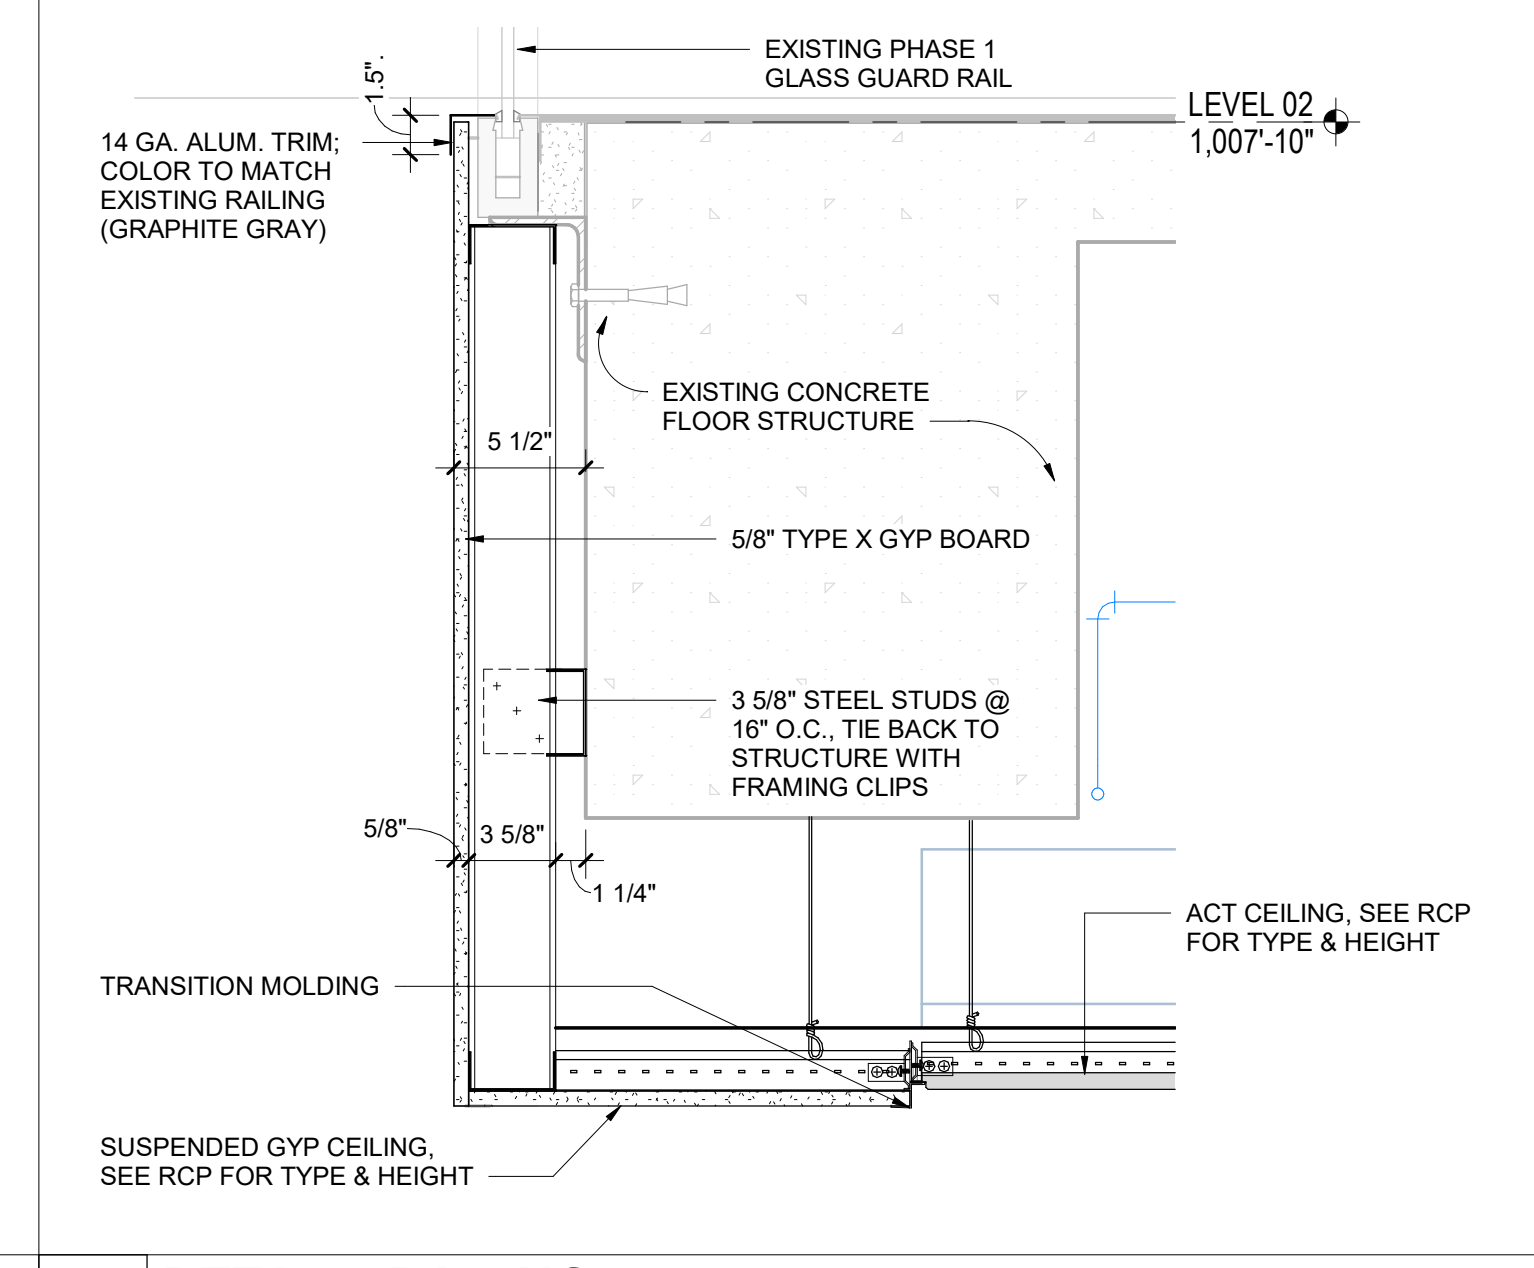 EXISTING PHASE 1
GLASS GUARD RAIL
1.5".
LEVEL 02
1,007'-10"
14 GA. ALUM. TRIM;
COLOR TO MATCH
EXISTING RAILING
(GRAPHITE GRAY)
EXISTING CONCRETE
FLOOR STRUCTURE
5 1/2"
5/8" TYPE X GYP BOARD
3 5/8" STEEL STUDS @
16" O.C., TIE BACK TO
STRUCTURE WITH
FRAMING CLIPS
5/8"
3 5/8"
1 1/4"
ACT CEILING, SEE RCP
FOR TYPE & HEIGHT
TRANSITION MOLDING
SUSPENDED GYP CEILING,
SEE RCP FOR TYPE & HEIGHT